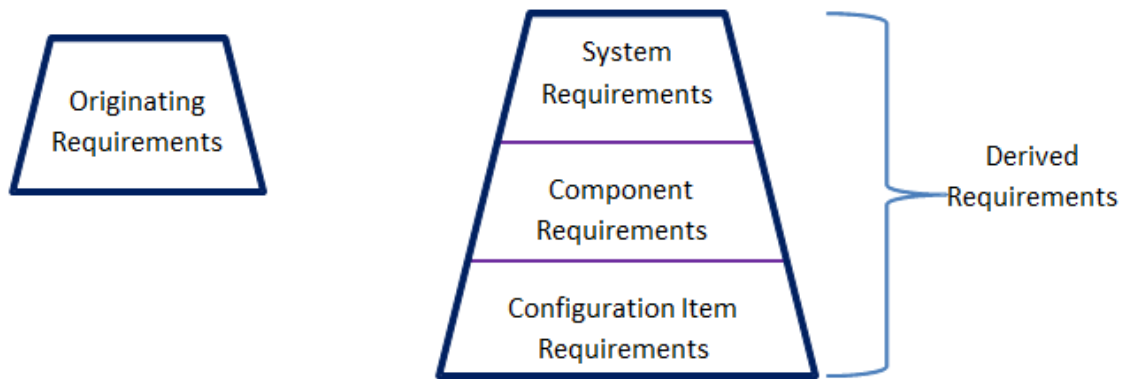 Originating
Requirements
System
Requirements
Component
Requirements
Configuration Item
Requirements
Derived
Requirements